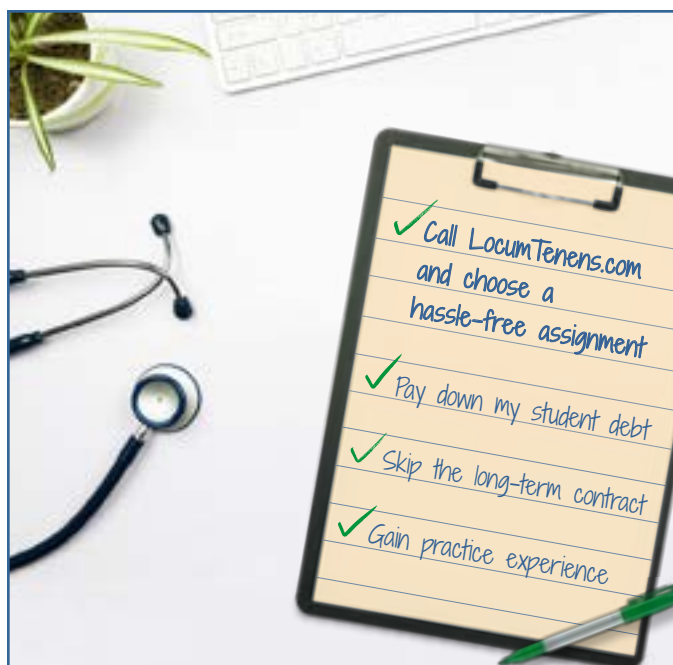 Call LocumTenens.com
and choose a
hassle-free assignment
Pay down my student debt
Skip the long-term contract
Gain practice experience